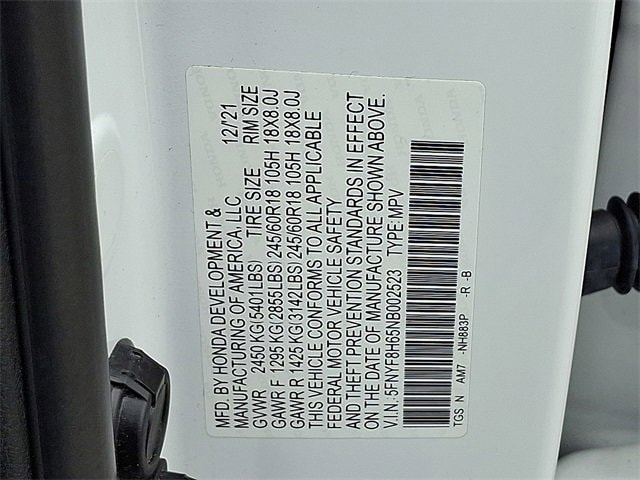 MFD. BY HONDA DEVELOPMENT &
MANUFACTURING OF AMERICA, LLC 12/'21
GVWR 2450 KG(5401LBS) TIRE SIZE RIM SIZE
GAWR F 1295 KG(2855LBS) 245/60R18 105H 18X8.0J
GAWR R 1425 KG(3142LBS) 245/60R18 105H 18X8.0J
THIS VEHICLE CONFORMS TO ALL APPLICABLE
FEDERAL MOTOR VEHICLE SAFETY
AND THEFT PREVENTION STANDARDS IN EFFECT
ON THE DATE OF MANUFACTURE SHOWN ABOVE.
V.I.N. 5FNYF8H66NB002523 TYPE: MPV
TGS N AM7 -NH883P -R -B